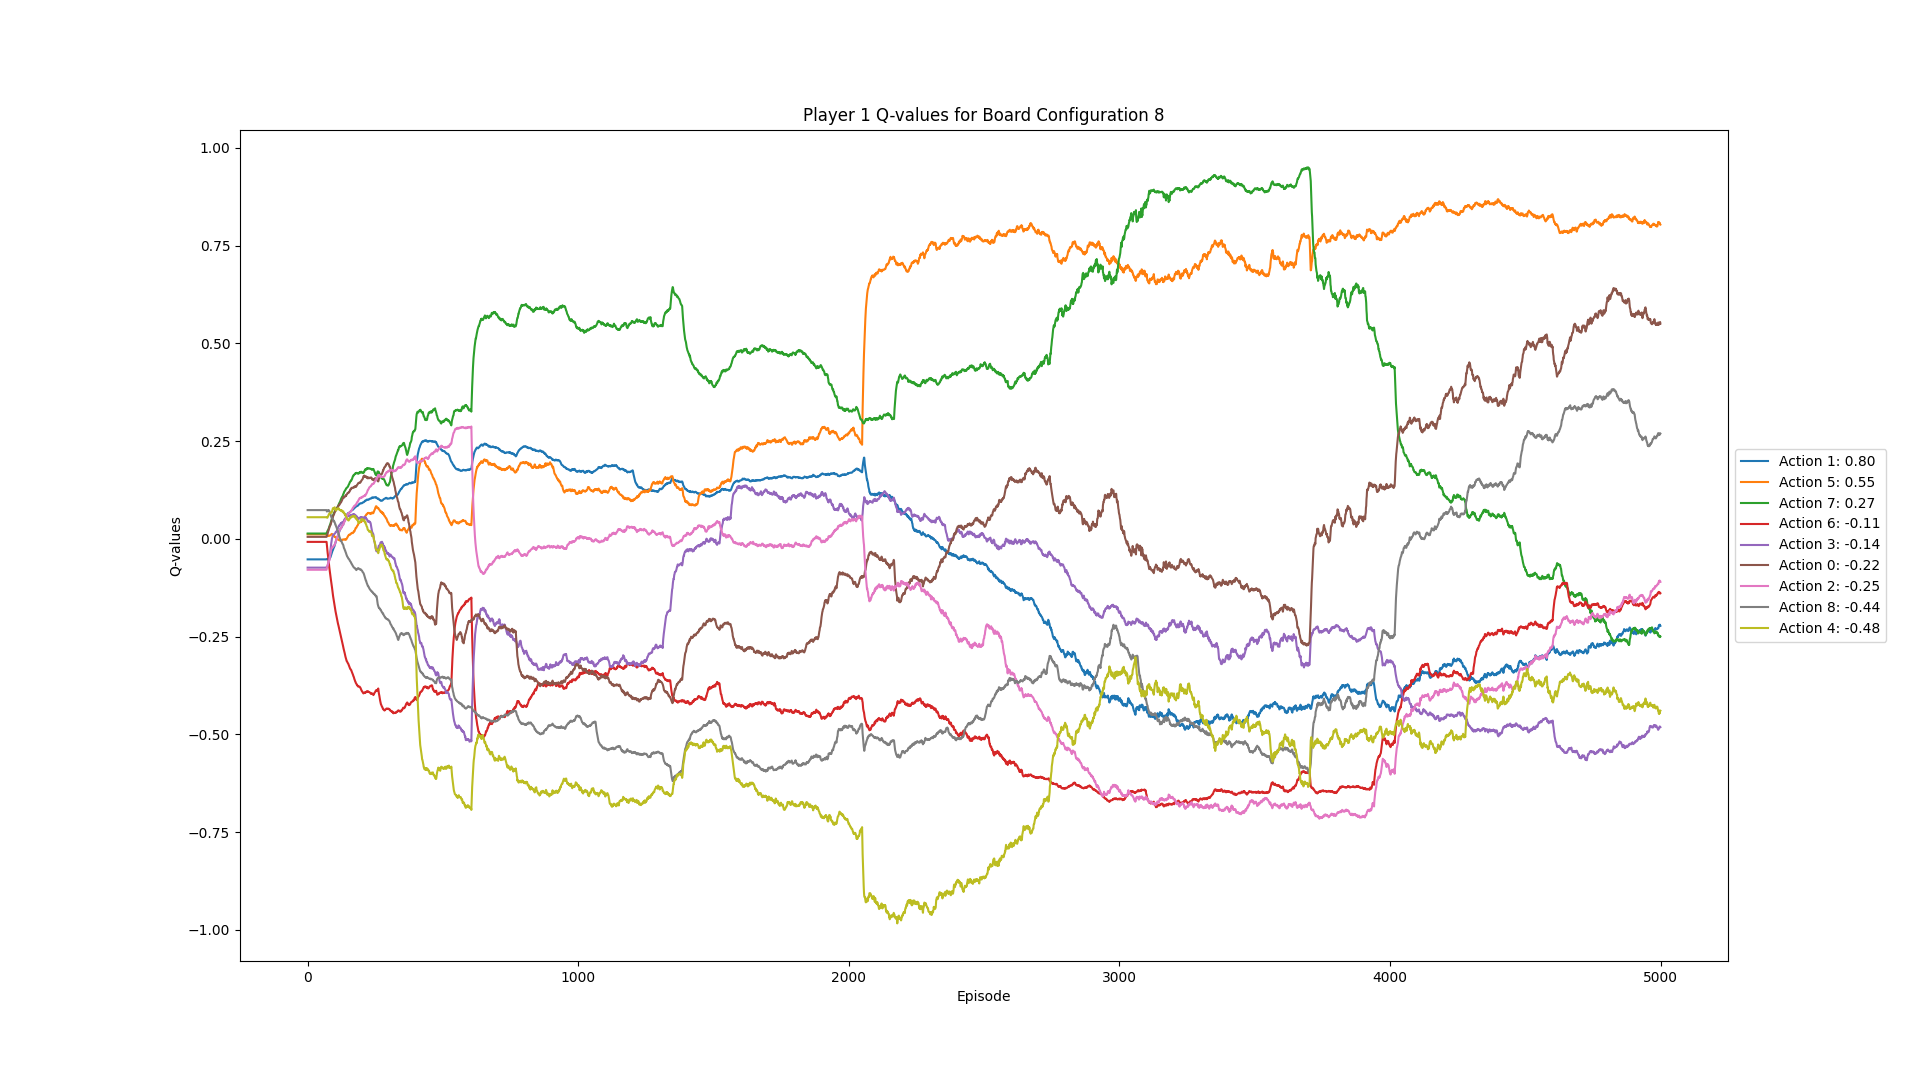 Player 1 Q-values for Board Configuration 8
1.00
0.75
0.50
0.25
0.00
−0.25
−0.50
−0.75
−1.00
Q-values
0
1000
2000
3000
4000
5000
Episode
Action 1: 0.80
Action 5: 0.55
Action 7: 0.27
Action 6: -0.11
Action 3: -0.14
Action 0: -0.22
Action 2: -0.25
Action 8: -0.44
Action 4: -0.48